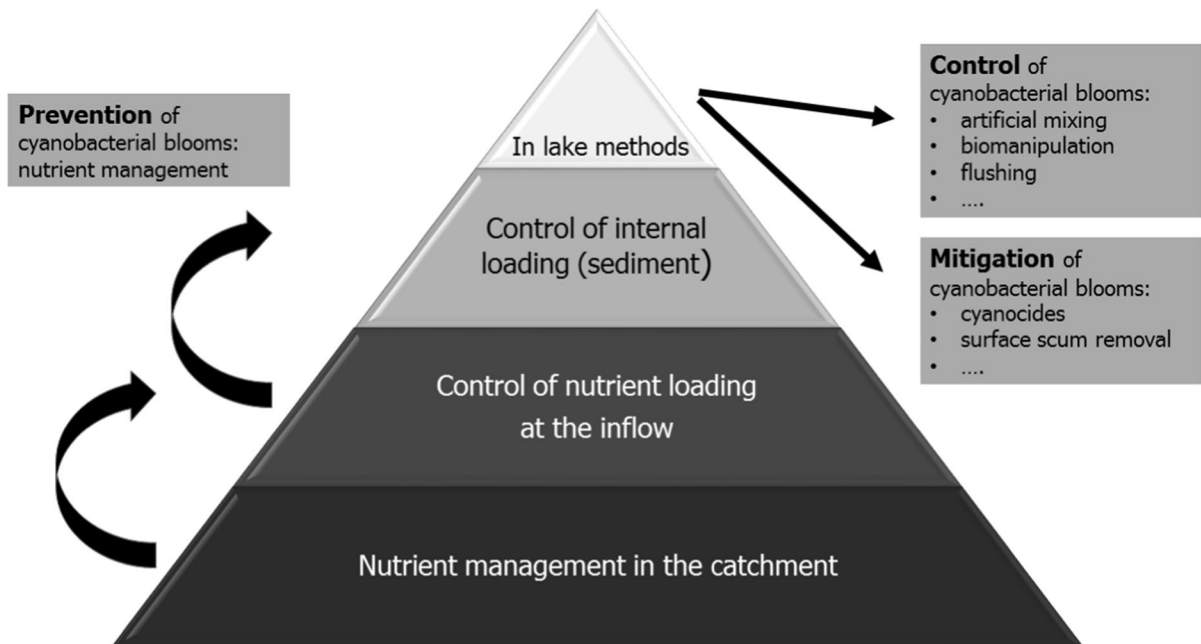 Prevention of
cyanobacterial blooms:
nutrient management
In lake methods
Control of internal
loading (sediment)
Control of nutrient loading
at the inflow
Nutrient management in the catchment
Control of
cyanobacterial blooms:
• artificial mixing
• biomanipulation
• flushing
• ....
Mitigation of
cyanobacterial blooms:
• cyanocides
• surface scum removal
• ....